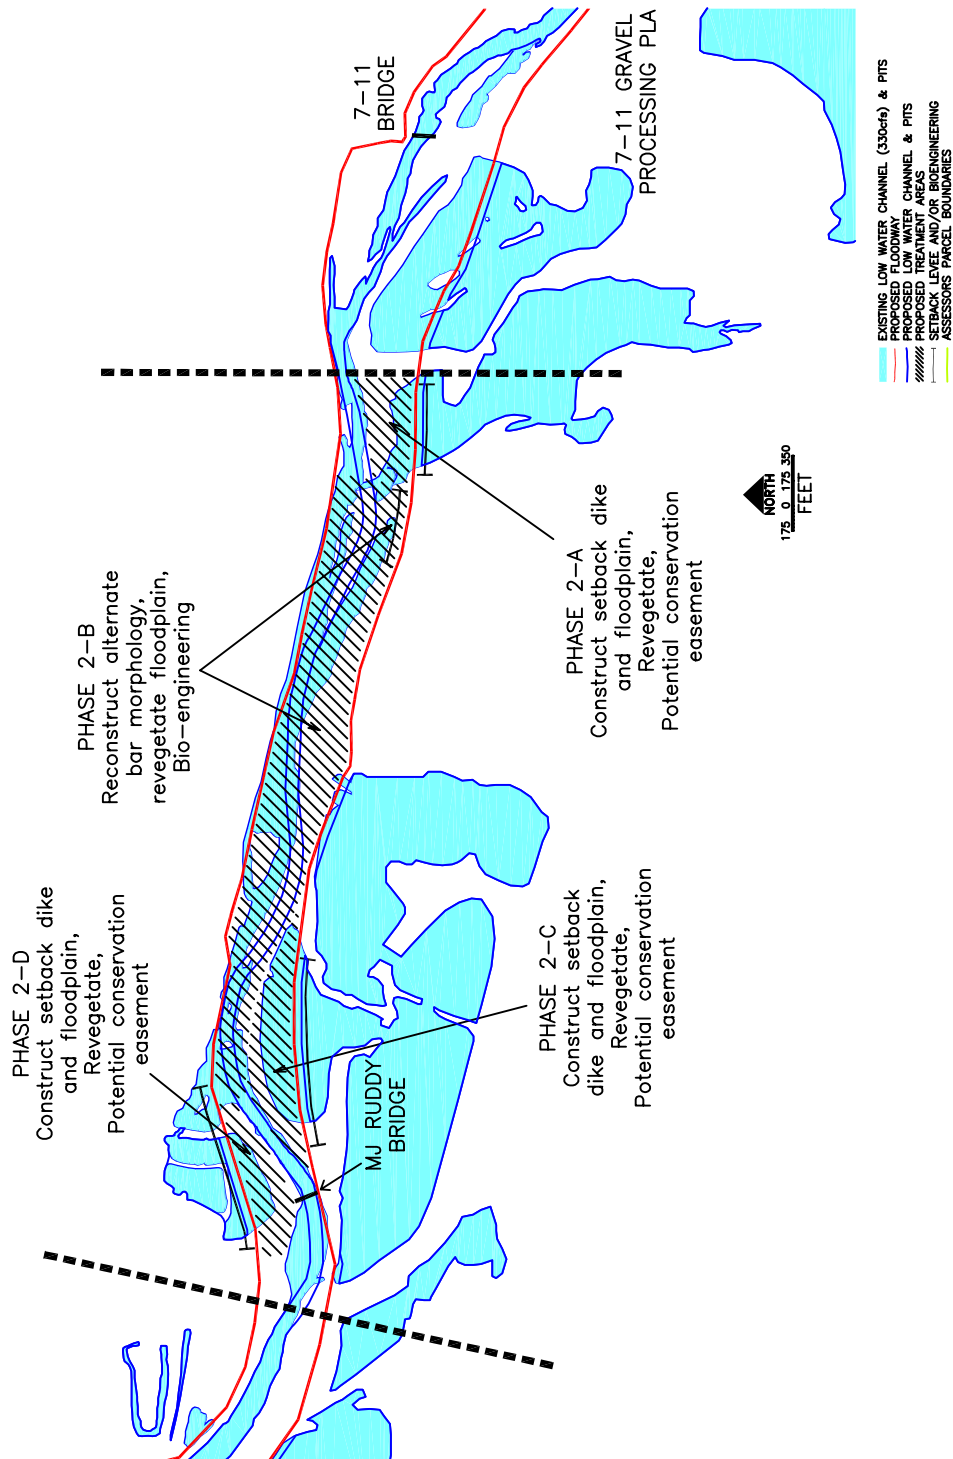 PHASE 2-D
Construct setback dike
and floodplain,
Revegetate,
Potential conservation
easement
PHASE 2-B
Reconstruct alternate
bar morphology,
revegetate floodplain,
Bio-engineering
7-11
BRIDGE
7-11 GRAVEL
PROCESSING PLA
MJ RUDDY
BRIDGE
PHASE 2-C
Construct setback
dike and floodplain,
Revegetate,
Potential conservation
easement
PHASE 2-A
Construct setback dike
and floodplain,
Revegetate,
Potential conservation
easement
NORTH
175 0 175 350
FEET
EXISTING LOW WATER CHANNEL (330cfs) & PITS
PROPOSED FLOODWAY
PROPOSED LOW WATER CHANNEL & PITS
PROPOSED TREATMENT AREAS
SETBACK LEVEE AND/OR BIOENGINEERING
ASSESSORS PARCEL BOUNDARIES